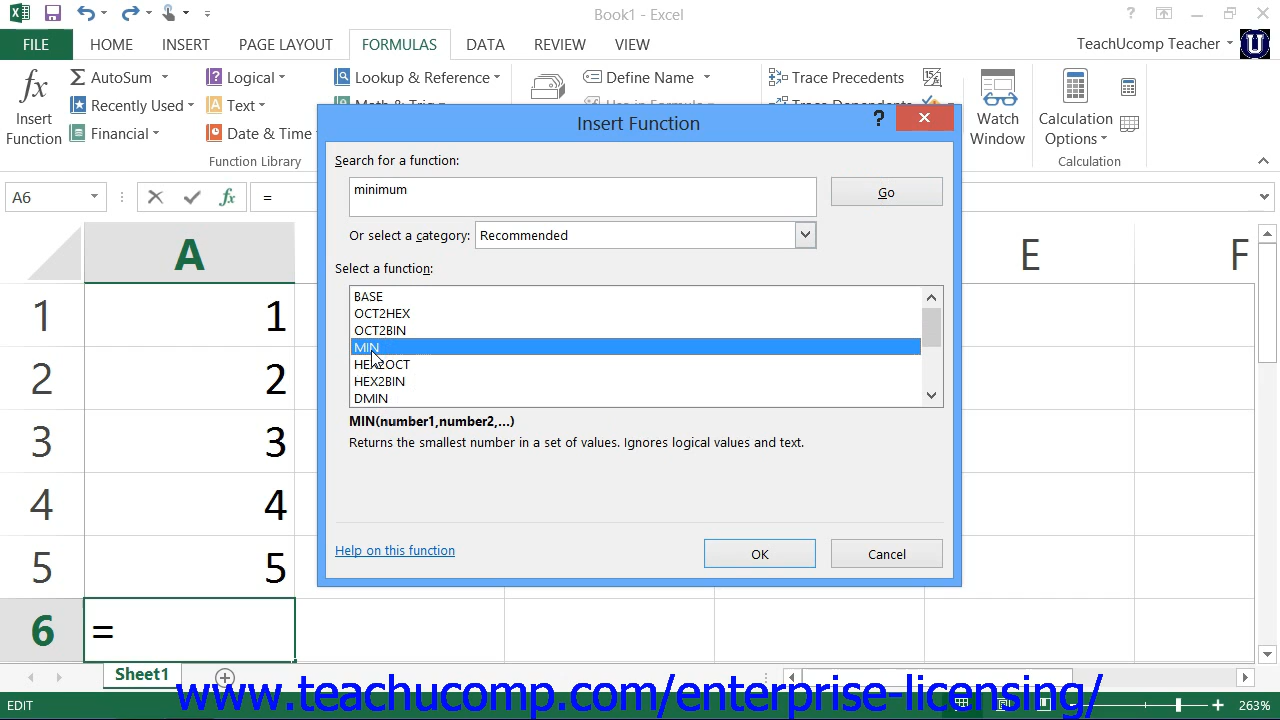 Book1 - Excel
?
FILE HOME INSERT PAGE LAYOUT FORMULAS DATA REVIEW VIEW TeachUcomp Teacher U
fx Insert Function
Σ AutoSum
Recently Used
Financial
? Logical
A Text
Date & Time
Lookup & Reference
Define Name
Trace Precedents
Watch Window
Calculation Options
Function Library
Calculation
A6 fx =
A E F
1 1
2 2
3 3
4 4
5 5
6 =
Insert Function ?
Search for a function:
minimum
Go
Or select a category: Recommended
Select a function:
BASE
OCT2HEX
OCT2BIN
MIN
HEX2OCT
HEX2BIN
DMIN
MIN(number1,number2,...)
Returns the smallest number in a set of values. Ignores logical values and text.
Help on this function
OK
Cancel
Sheet1
www.teachucomp.com/enterprise-licensing/
EDIT
263%